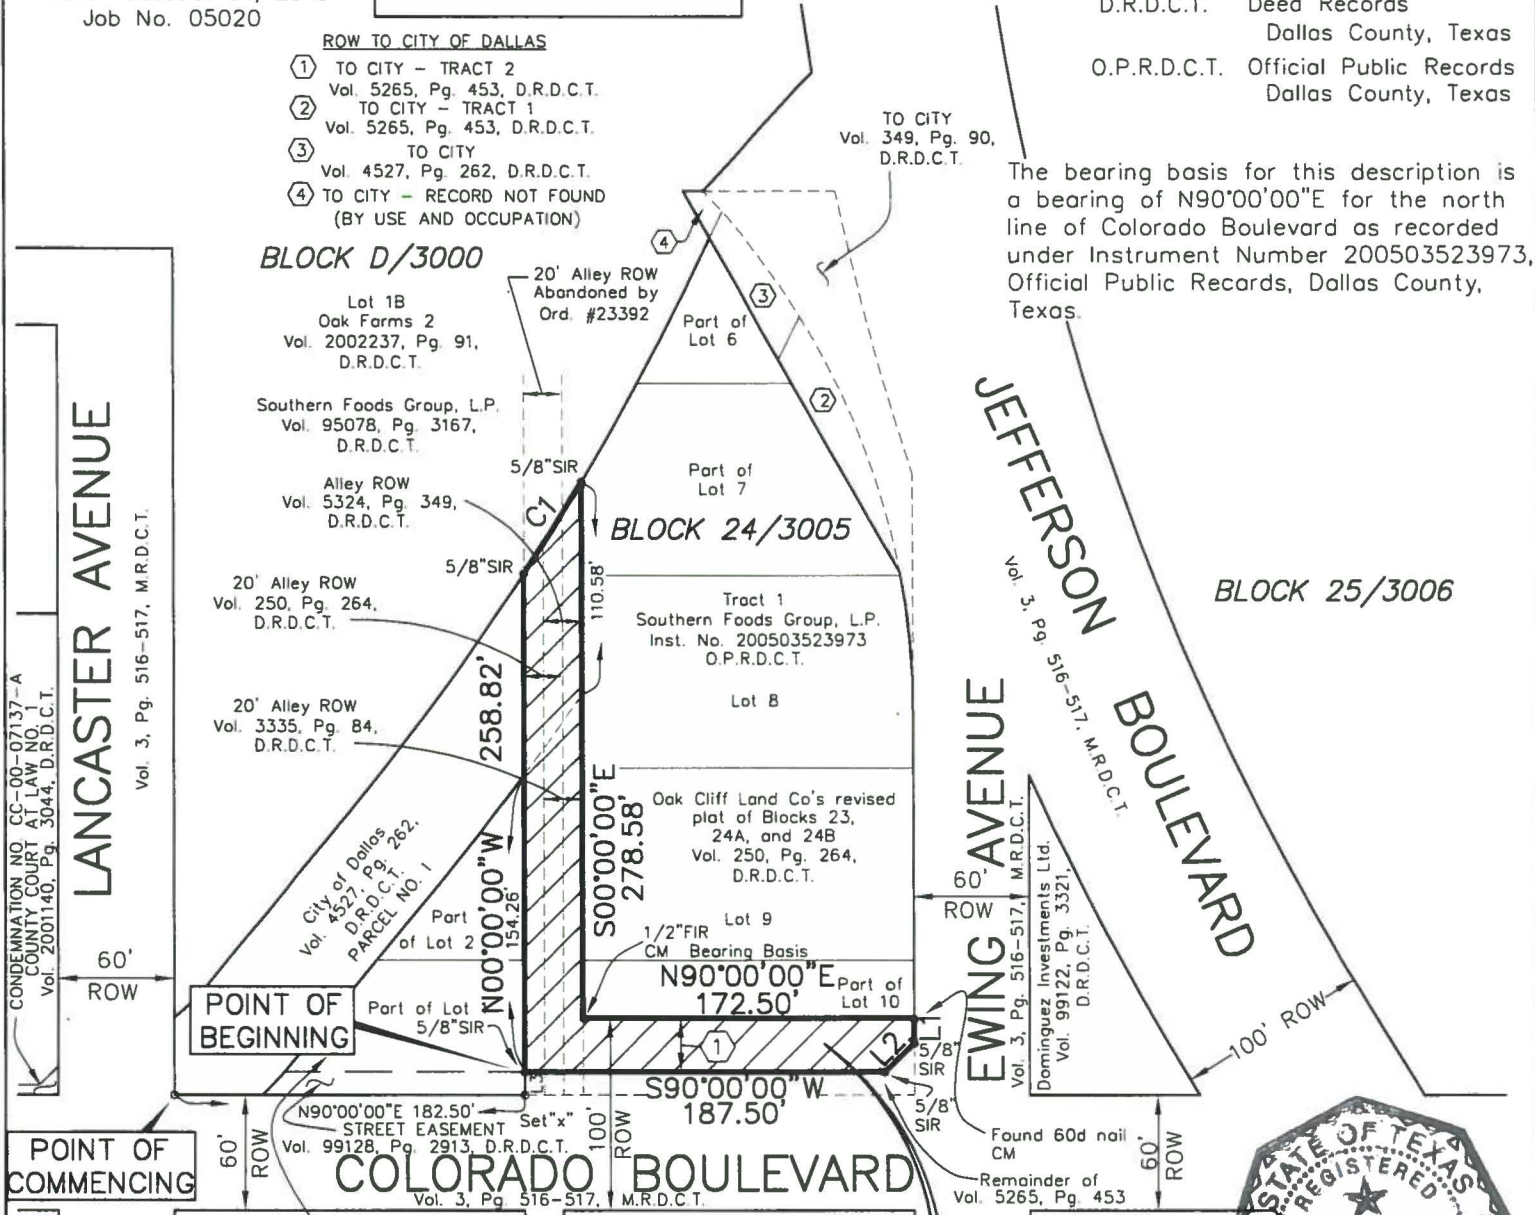 Job No. 05020
ROW TO CITY OF DALLAS
1 TO CITY – TRACT 2
Vol. 5265, Pg. 453, D.R.D.C.T.
2 TO CITY – TRACT 1
Vol. 5265, Pg. 453, D.R.D.C.T.
3 TO CITY
Vol. 4527, Pg. 262, D.R.D.C.T.
4 TO CITY – RECORD NOT FOUND
(BY USE AND OCCUPATION)
D.R.D.C.T. Deed Records
Dallas County, Texas
O.P.R.D.C.T. Official Public Records
Dallas County, Texas
The bearing basis for this description is
a bearing of N90°00'00"E for the north
line of Colorado Boulevard as recorded
under Instrument Number 200503523973,
Official Public Records, Dallas County,
Texas.
TO CITY
Vol. 349, Pg. 90,
D.R.D.C.T.
BLOCK D/3000
Lot 1B
Oak Farms 2
Vol. 2002237, Pg. 91,
D.R.D.C.T.
20' Alley ROW
Abandoned by
Ord. #23392
4
3
2
Part of
Lot 6
Southern Foods Group, L.P.
Vol. 95078, Pg. 3167,
D.R.D.C.T.
5/8"SIR
Part of
Lot 7
Alley ROW
Vol. 5324, Pg. 349,
D.R.D.C.T.
C1
BLOCK 24/3005
5/8"SIR
20' Alley ROW
Vol. 250, Pg. 264,
D.R.D.C.T.
110.58'
Tract 1
Southern Foods Group, L.P.
Inst. No. 200503523973
O.P.R.D.C.T.
Lot 8
20' Alley ROW
Vol. 3335, Pg. 84,
D.R.D.C.T.
258.82'
N00°00'00"W
154.26'
S00°00'00"E
278.58'
Oak Cliff Land Co's revised
plat of Blocks 23,
24A, and 24B
Vol. 250, Pg. 264,
D.R.D.C.T.
Lot 9
City of Dallas
Vol. 4527, Pg. 262,
D.R.D.C.T.
PARCEL NO. 1
Part
of Lot 2
1/2"FIR
CM Bearing Basis
N90°00'00"E
172.50'
Part of
Lot 10
Part of Lot
5/8"SIR
POINT OF
BEGINNING
1
L1
L2
5/8"
SIR
S90°00'00"W
187.50'
5/8"
SIR
N90°00'00"E 182.50'
STREET EASEMENT
Vol. 99128, Pg. 2913, D.R.D.C.T.
Set"x"
100'
ROW
POINT OF
COMMENCING
60'
ROW
COLORADO BOULEVARD
Vol. 3, Pg. 516-517, M.R.D.C.T.
Found 60d nail
CM
Remainder of
Vol. 5265, Pg. 453
60'
ROW
LANCASTER AVENUE
Vol. 3, Pg. 516-517, M.R.D.C.T.
60'
ROW
CONDEMNATION NO. CC-00-07137-A
COUNTY COURT AT LAW NO. 1
Vol. 2001140, Pg. 3044, D.R.D.C.T.
JEFFERSON BOULEVARD
Vol. 3, Pg. 516-517, M.R.D.C.T.
100' ROW
BLOCK 25/3006
EWING AVENUE
Vol. 3, Pg. 516-517, M.R.D.C.T.
60'
ROW
Dominguez Investments Ltd.
Vol. 99122, Pg. 3321,
D.R.D.C.T.
STATE OF TEXAS
REGISTERED